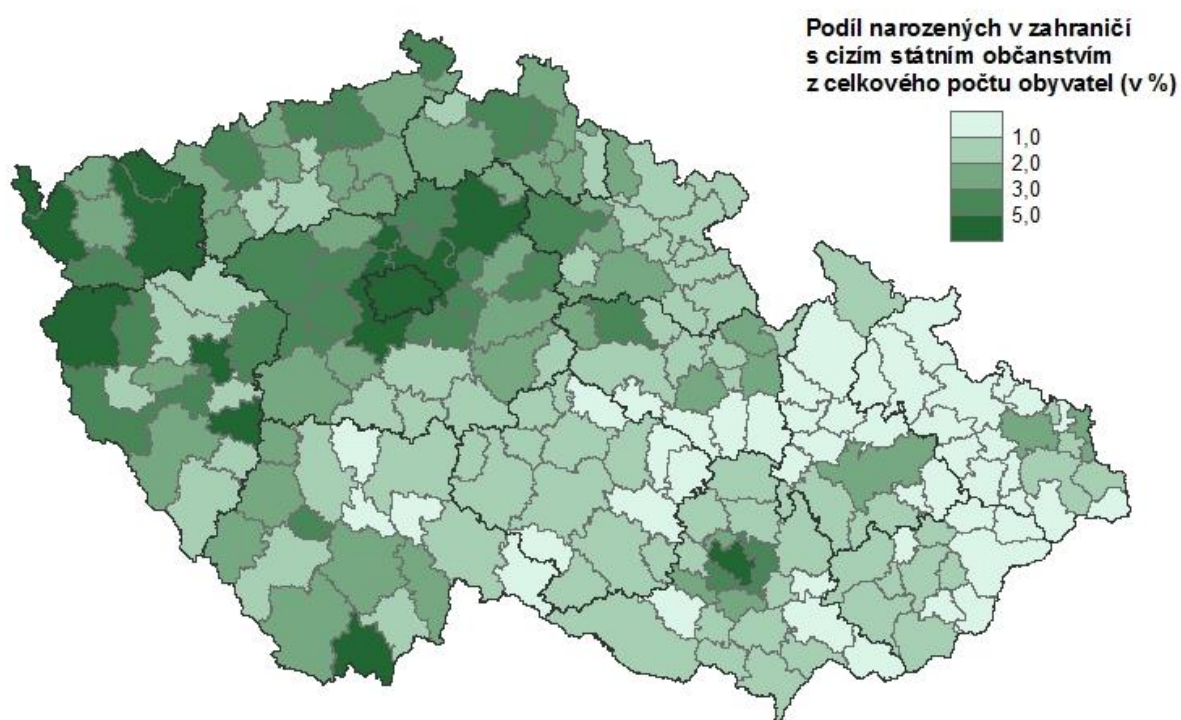 Podíl narozených v zahraničí
s cizím státním občanstvím
z celkového počtu obyvatel (v %)
1,0
2,0
3,0
5,0